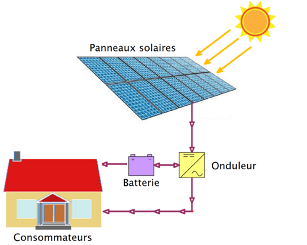 Panneaux solaires
Onduleur
Batterie
Consommateurs